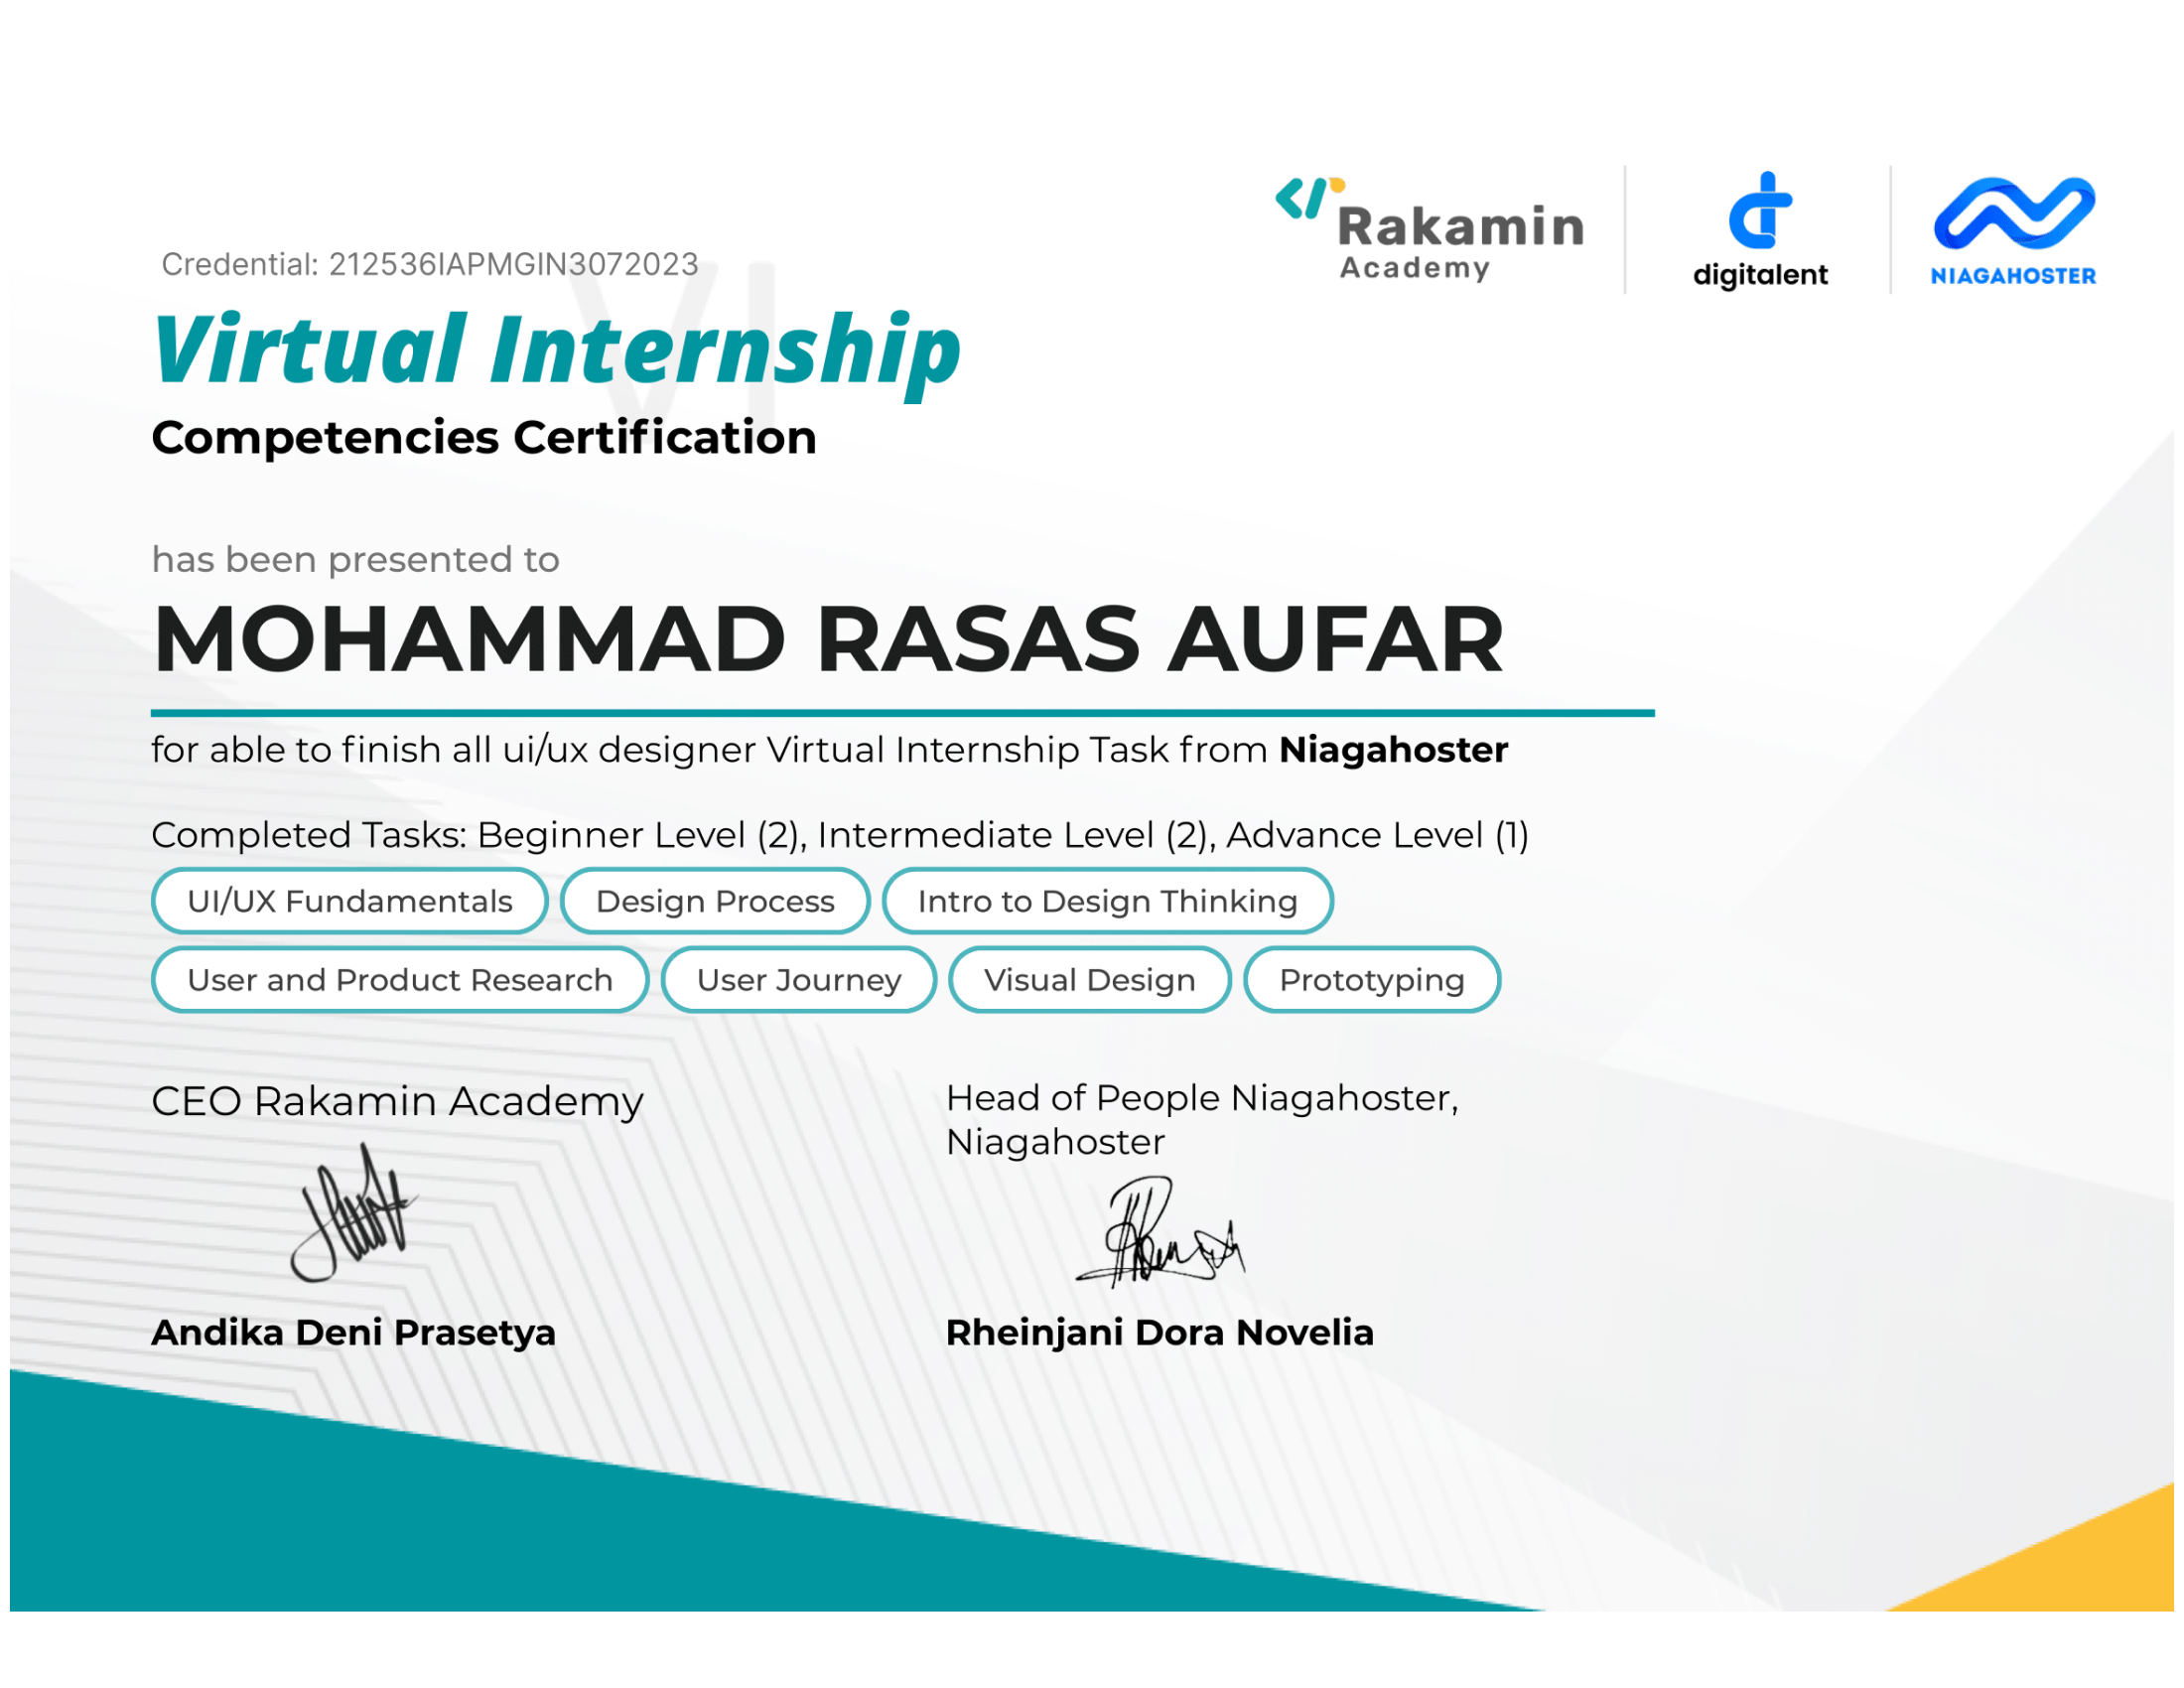 Rakamin
Academy
digitalent
NIAGAHOSTER
Credential: 212536IAPMGIN3072023
VI
Virtual Internship
Competencies Certification
has been presented to
MOHAMMAD RASAS AUFAR
for able to finish all ui/ux designer Virtual Internship Task from Niagahoster
Completed Tasks: Beginner Level (2), Intermediate Level (2), Advance Level (1)
UI/UX Fundamentals Design Process Intro to Design Thinking
User and Product Research User Journey Visual Design Prototyping
CEO Rakamin Academy
Andika Deni Prasetya
Head of People Niagahoster,
Niagahoster
Rheinjani Dora Novelia